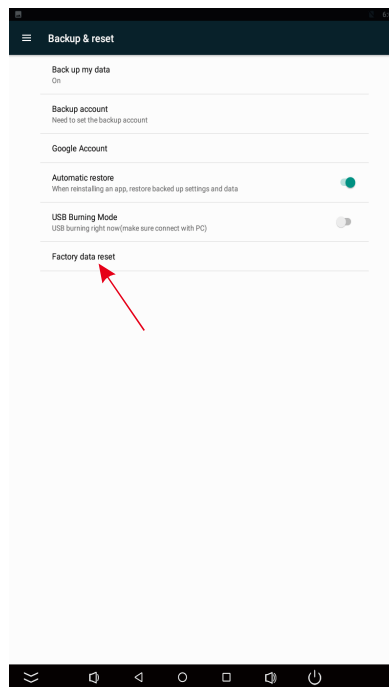 Backup & reset
Back up my data
On
Backup account
Need to set the backup account
Google Account
Automatic restore
When reinstalling an app, restore backed up settings and data
USB Burning Mode
USB burning right now(make sure connect with PC)
Factory data reset